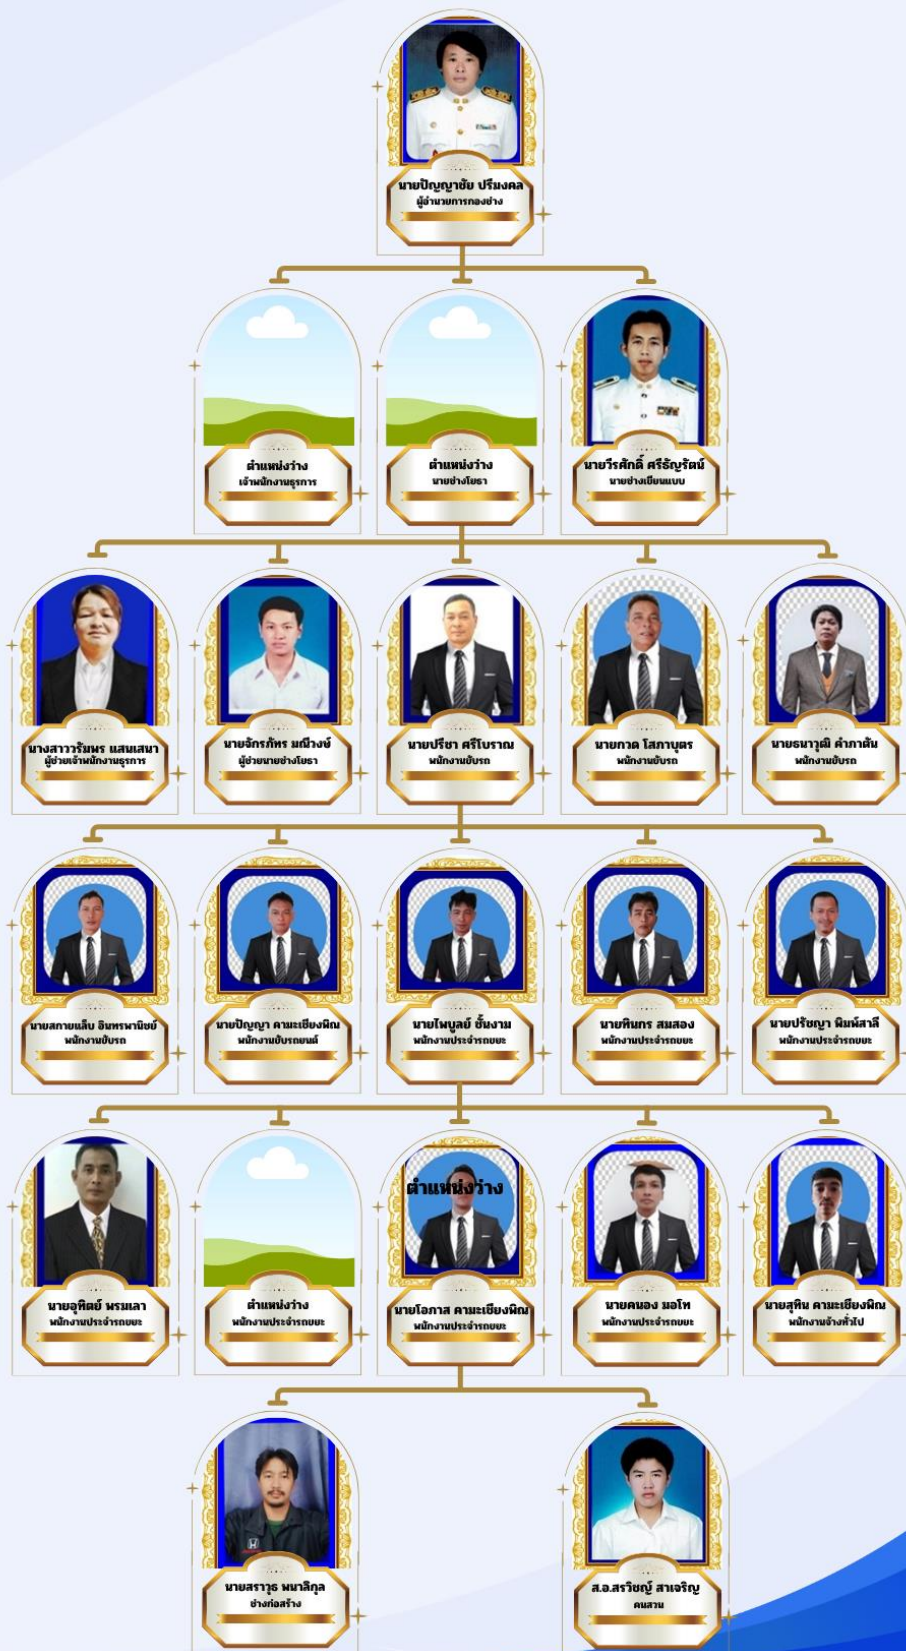 นายปัญญาชัย ปรีมงคล
ผู้อำนวยการกองช่าง
ตำแหน่งว่าง
เจ้าพนักงานธุรการ
ตำแหน่งว่าง
นายช่างโยธา
นายวีรศักดิ์ ศรีธัญรัตน์
นายช่างเขียนแบบ
นางสาววรัมพร แสนเสนา
ผู้ช่วยเจ้าพนักงานธุรการ
นายจักรภัทร มณีวงษ์
ผู้ช่วยนายช่างโยธา
นายปรีชา ศรีโบราณ
พนักงานขับรถ
นายทวด โสภาบุตร
พนักงานขับรถ
นายธนาวุฒิ คำภาตัน
พนักงานขับรถ
นายสกายแล็บ อินทรพานิชย์
พนักงานขับรถ
นายปัญญา คามะเชียงพิณ
พนักงานขับรถยนต์
นายไพบูลย์ ชั้นงาม
พนักงานประจำรถขยะ
นายทินกร สมสอง
พนักงานประจำรถขยะ
นายปรัชญา พิมพ์สาลี
พนักงานประจำรถขยะ
นายอุทิตย์ พรมเลา
พนักงานประจำรถขยะ
ตำแหน่งว่าง
พนักงานประจำรถขยะ
ตำแหน่งว่าง
นายโอภาส คามะเชียงพิณ
พนักงานประจำรถขยะ
นายคนอง มอโท
พนักงานประจำรถขยะ
นายสุทิน คามะเชียงพิณ
พนักงานจ้างทั่วไป
นายสราวุธ พนาลิกุล
ช่างก่อสร้าง
ส.อ.สรวิชญ์ สาเจริญ
คนสวน